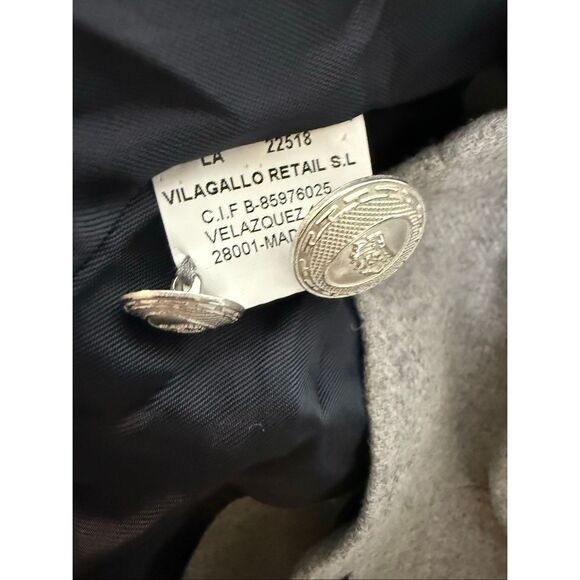 LA 22518
VILAGALLO RETAIL S.L
C.I.F B-85976025
VELAZQUEZ
28001-MAD